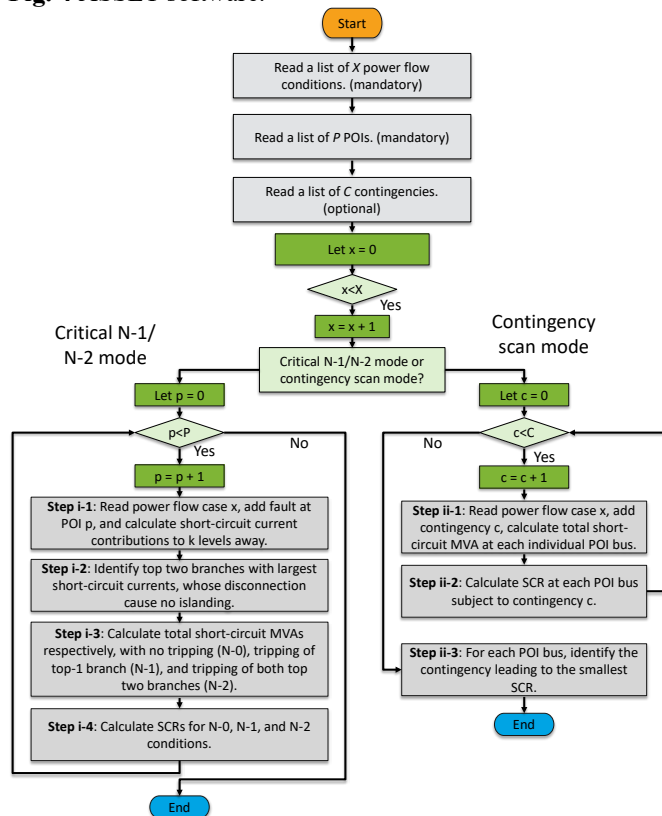 Fig. ASSET software.
Start
Read a list of X power flow
conditions. (mandatory)
Read a list of P POIs. (mandatory)
Read a list of C contingencies.
(optional)
Let x = 0
x<X
Yes
x = x + 1
Critical N-1/
N-2 mode
Contingency
scan mode
Critical N-1/N-2 mode or
contingency scan mode?
Let p = 0
p<P
No
Yes
p = p + 1
Step i-1: Read power flow case x, add fault at
POI p, and calculate short-circuit current
contributions to k levels away.
Step i-2: Identify top two branches with largest
short-circuit currents, whose disconnection
cause no islanding.
Step i-3: Calculate total short-circuit MVAs
respectively, with no tripping (N-0), tripping of
top-1 branch (N-1), and tripping of both top
two branches (N-2).
Step i-4: Calculate SCRs for N-0, N-1, and N-2
conditions.
End
Let c = 0
c<C
No
Yes
c = c + 1
Step ii-1: Read power flow case x, add
contingency c, calculate total short-
circuit MVA at each individual POI bus.
Step ii-2: Calculate SCR at each POI bus
subject to contingency c.
Step ii-3: For each POI bus, identify the
contingency leading to the smallest
SCR.
End